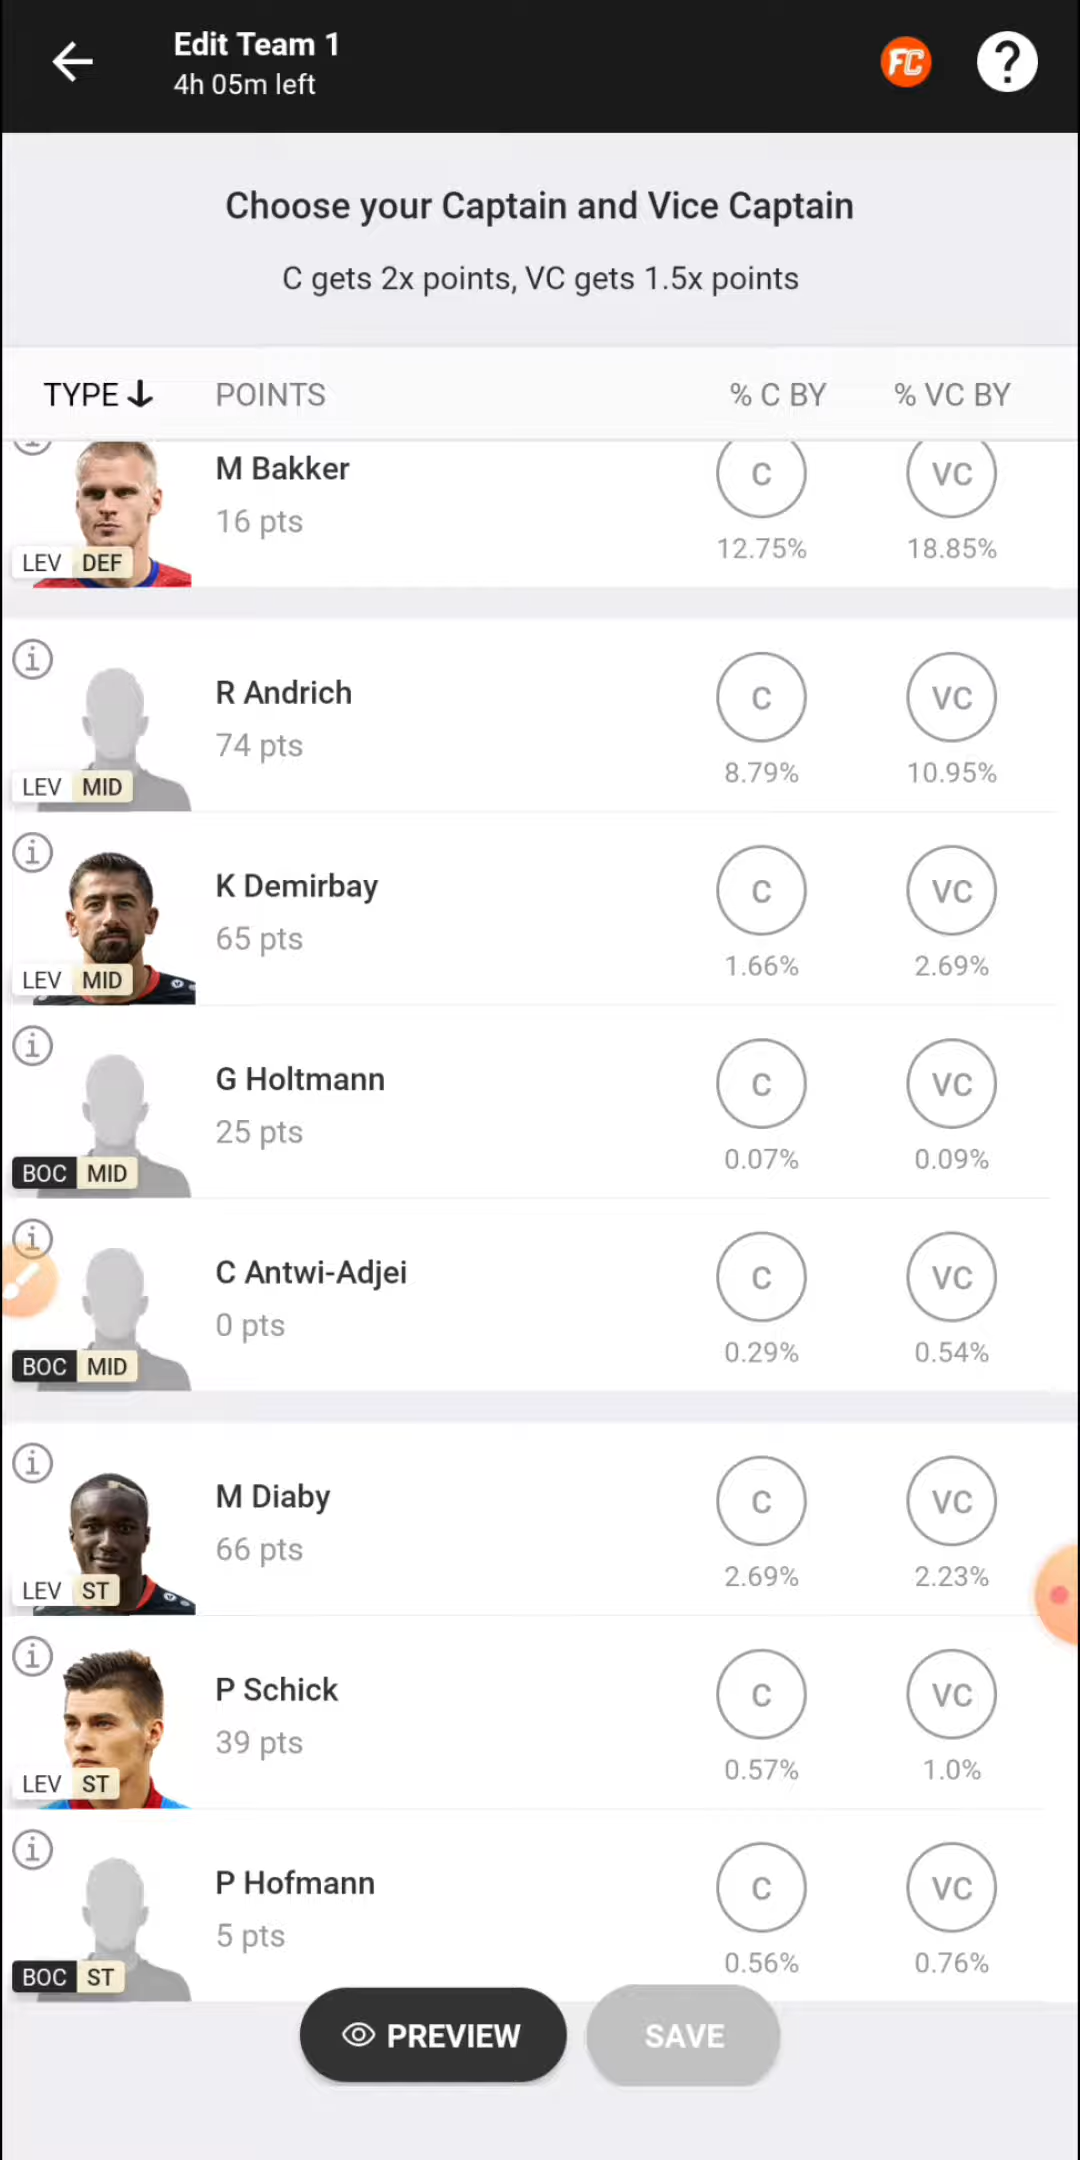 Edit Team 1
4h 05m left
FC
?
Choose your Captain and Vice Captain
C gets 2x points, VC gets 1.5x points
TYPE POINTS % C BY % VC BY
M Bakker
16 pts
LEV DEF
C VC
12.75% 18.85%
R Andrich
74 pts
LEV MID
C VC
8.79% 10.95%
K Demirbay
65 pts
LEV MID
C VC
1.66% 2.69%
G Holtmann
25 pts
BOC MID
C VC
0.07% 0.09%
C Antwi-Adjei
0 pts
BOC MID
C VC
0.29% 0.54%
M Diaby
66 pts
LEV ST
C VC
2.69% 2.23%
P Schick
39 pts
LEV ST
C VC
0.57% 1.0%
P Hofmann
5 pts
BOC ST
C VC
0.56% 0.76%
PREVIEW SAVE